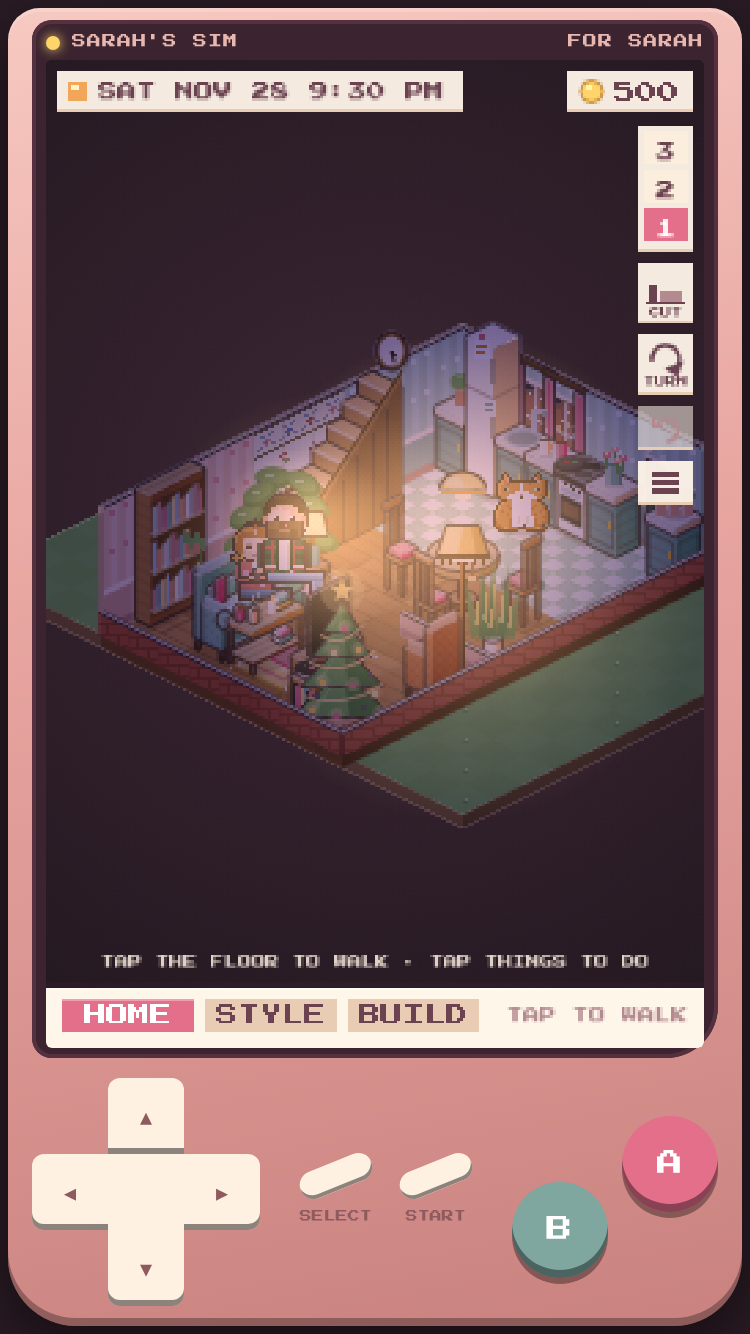 SARAH'S SIM
FOR SARAH
SAT NOV 28 9:30 PM
500
3
2
1
CUT
TURN
TAP THE FLOOR TO WALK · TAP THINGS TO DO
HOME
STYLE
BUILD
TAP TO WALK
SELECT
START
B
A